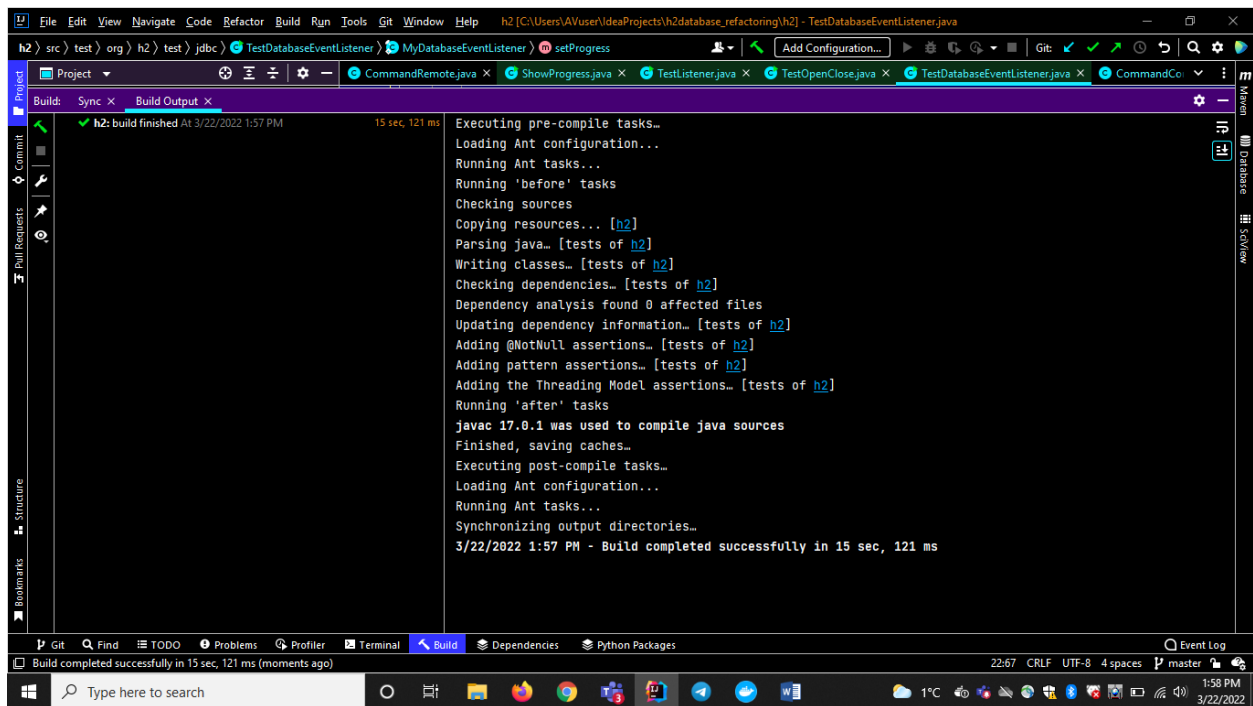 File Edit View Navigate Code Refactor Build Run Tools Git Window Help h2 [C:\Users\AVuser\IdeaProjects\h2database_refactoring\h2] - TestDatabaseEventListener.java
h2 src test org h2 test jdbc TestDatabaseEventListener MyDatabaseEventListener setProgress Add Configuration... Git:
Project CommandRemote.java ShowProgress.java TestListener.java TestOpenClose.java TestDatabaseEventListener.java CommandCo
Build: Sync Build Output
h2: build finished At 3/22/2022 1:57 PM 15 sec, 121 ms
Executing pre-compile tasks…
Loading Ant configuration...
Running Ant tasks...
Running 'before' tasks
Checking sources
Copying resources... [h2]
Parsing java… [tests of h2]
Writing classes… [tests of h2]
Checking dependencies… [tests of h2]
Dependency analysis found 0 affected files
Updating dependency information… [tests of h2]
Adding @NotNull assertions… [tests of h2]
Adding pattern assertions… [tests of h2]
Adding the Threading Model assertions… [tests of h2]
Running 'after' tasks
javac 17.0.1 was used to compile java sources
Finished, saving caches…
Executing post-compile tasks…
Loading Ant configuration...
Running Ant tasks...
Synchronizing output directories…
3/22/2022 1:57 PM - Build completed successfully in 15 sec, 121 ms
Project
Commit
Pull Requests
Structure
Bookmarks
m Maven
Database
SciView
Git Find TODO Problems Profiler Terminal Build Dependencies Python Packages Event Log
Build completed successfully in 15 sec, 121 ms (moments ago) 22:67 CRLF UTF-8 4 spaces master
Type here to search 1°C 1:58 PM
3/22/2022